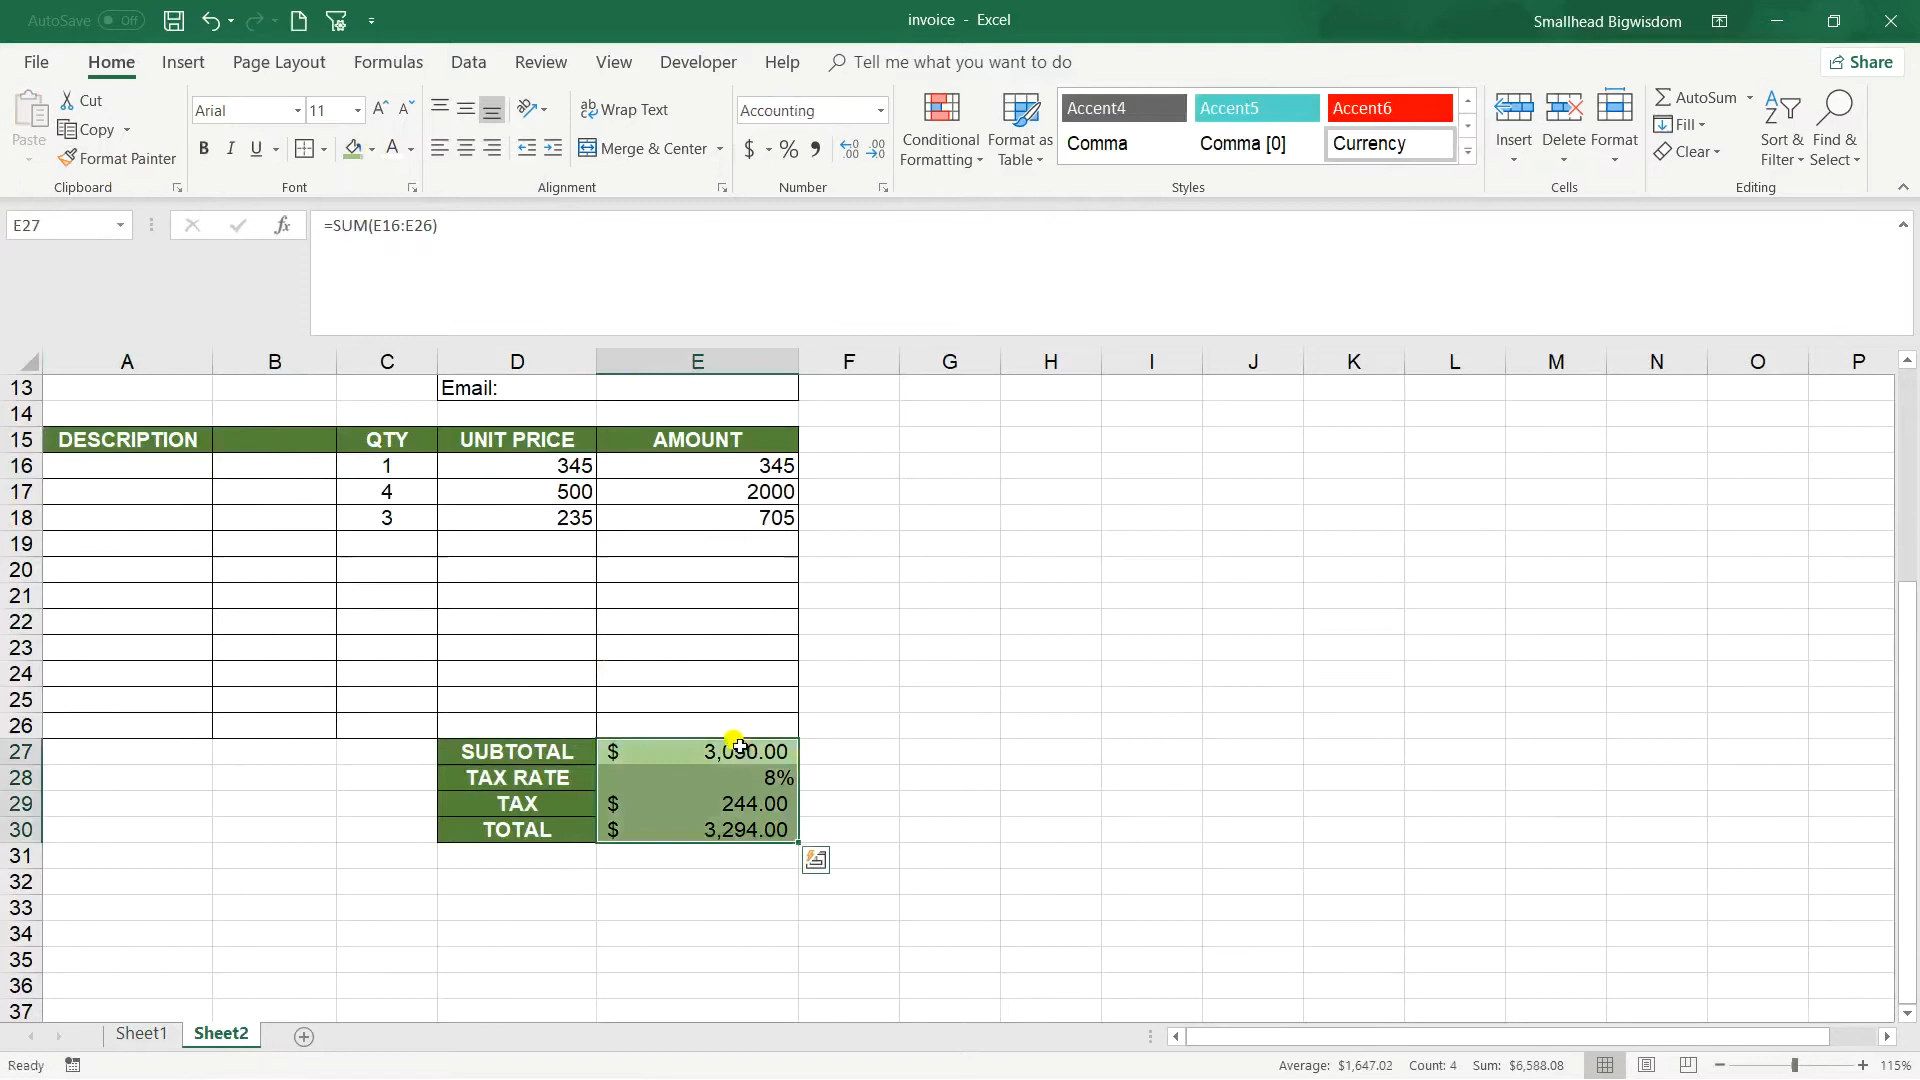 AutoSave Off
invoice - Excel
Smallhead Bigwisdom
File Home Insert Page Layout Formulas Data Review View Developer Help Tell me what you want to do Share
Paste
Cut
Copy
Format Painter
Clipboard
Arial 11
B I U A
Font
ab Wrap Text
Merge & Center
Alignment
Accounting
$ % ,
Number
Conditional
Formatting
Format as
Table
Accent4 Accent5 Accent6
Comma Comma [0] Currency
Styles
Insert Delete Format
Cells
AutoSum
Fill
Clear
Sort &
Filter
Find &
Select
Editing
E27 fx =SUM(E16:E26)
A B C D E F G H I J K L M N O P
13 Email:
14
15 DESCRIPTION QTY UNIT PRICE AMOUNT
16 1 345 345
17 4 500 2000
18 3 235 705
19
20
21
22
23
24
25
26
27 SUBTOTAL $ 3,050.00
28 TAX RATE 8%
29 TAX $ 244.00
30 TOTAL $ 3,294.00
31
32
33
34
35
36
37
Sheet1 Sheet2
Ready
Average: $1,647.02 Count: 4 Sum: $6,588.08
115%